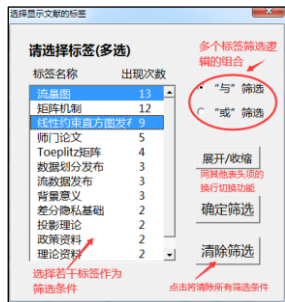 选择显示文献的标签
请选择标签(多选)
多个标签筛选逻
辑的组合
标签名称 出现次数
流量图 13
矩阵机制 12
线性约束直方图发布 9
师门论文 5
Toeplitz矩阵 4
数据划分发布 3
流数据发布 3
背景意义 3
差分隐私基础 2
投影理论 2
政策资料 2
理论资料 2
"与" 筛选
"或" 筛选
展开/收缩
同其他表头项的
换行切换功能
确定筛选
清除筛选
选择若干标签作为
筛选条件
点击将清除所有筛选条件